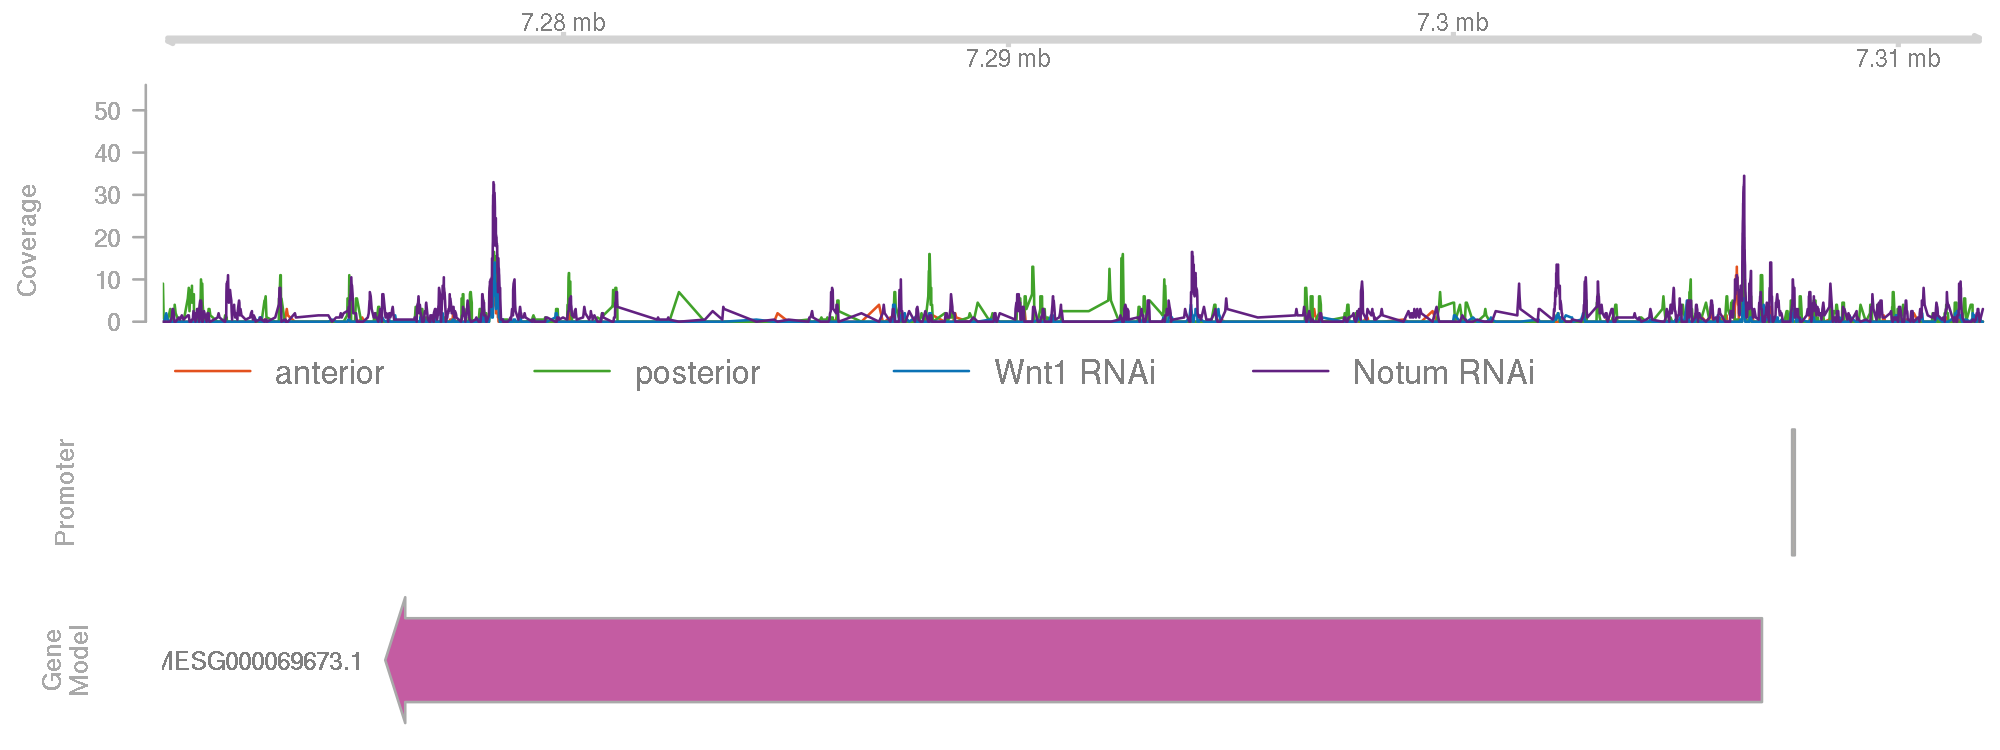 7.28 mb
7.3 mb
7.29 mb
7.31 mb
Coverage
50
40
30
20
10
0
anterior
posterior
Wnt1 RNAi
Notum RNAi
Promoter
Gene
Model
MESG000069673.1